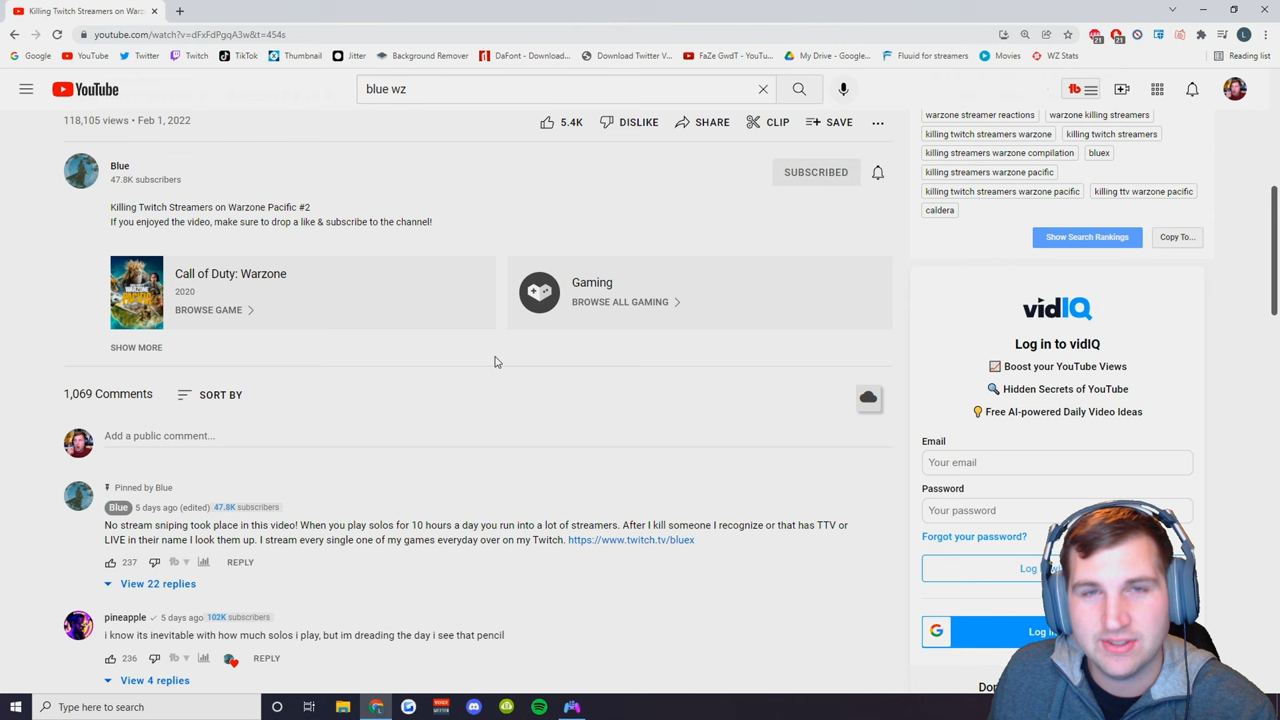 Killing Twitch Streamers on Warz
youtube.com/watch?v=dFxFdPgqA3w&t=454s
Google YouTube Twitter Twitch TikTok Thumbnail Jitter Background Remover DaFont - Download... Download Twitter V... FaZe GwdT - YouTu... My Drive - Google... Fluuid for streamers Movies WZ Stats Reading list
YouTube
blue wz
118,105 views • Feb 1, 2022
5.4K DISLIKE SHARE CLIP SAVE
Blue
47.8K subscribers
SUBSCRIBED
Killing Twitch Streamers on Warzone Pacific #2
If you enjoyed the video, make sure to drop a like & subscribe to the channel!
Call of Duty: Warzone
2020
BROWSE GAME
Gaming
BROWSE ALL GAMING
SHOW MORE
1,069 Comments SORT BY
Add a public comment...
Pinned by Blue
Blue 5 days ago (edited) 47.8K subscribers
No stream sniping took place in this video! When you play solos for 10 hours a day you run into a lot of streamers. After I kill someone I recognize or that has TTV or
LIVE in their name I look them up. I stream every single one of my games everyday over on my Twitch. https://www.twitch.tv/bluex
237 tb REPLY
View 22 replies
pineapple 5 days ago 102K subscribers
i know its inevitable with how much solos i play, but im dreading the day i see that pencil
236 tb REPLY
View 4 replies
warzone streamer reactions warzone killing streamers
killing twitch streamers warzone killing twitch streamers
killing streamers warzone compilation bluex
killing streamers warzone pacific
killing twitch streamers warzone pacific killing ttv warzone pacific
caldera
Show Search Rankings Copy To...
vidIQ
Log in to vidIQ
Boost your YouTube Views
Hidden Secrets of YouTube
Free AI-powered Daily Video Ideas
Email
Your email
Password
Your password
Forgot your password?
Log
Log in
Type here to search